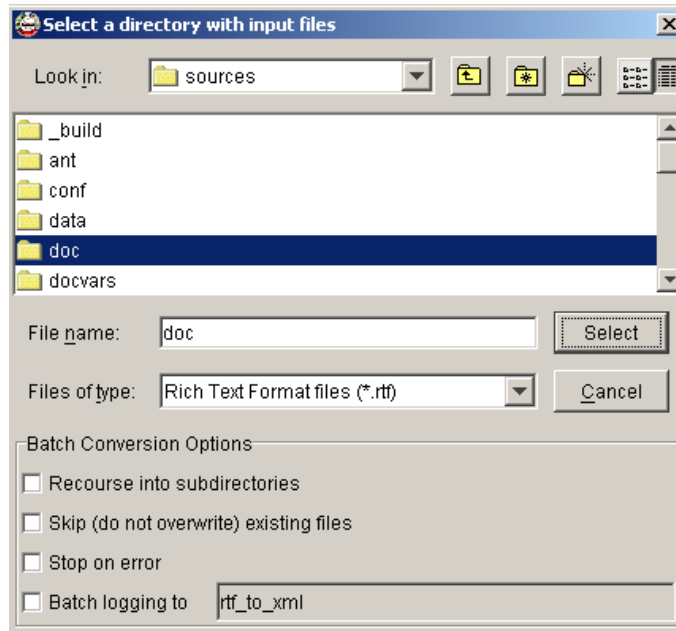 Select a directory with input files
Look in: sources
_build
ant
conf
data
doc
docvars
File name: doc Select
Files of type: Rich Text Format files (*.rtf) Cancel
Batch Conversion Options
Recourse into subdirectories
Skip (do not overwrite) existing files
Stop on error
Batch logging to rtf_to_xml